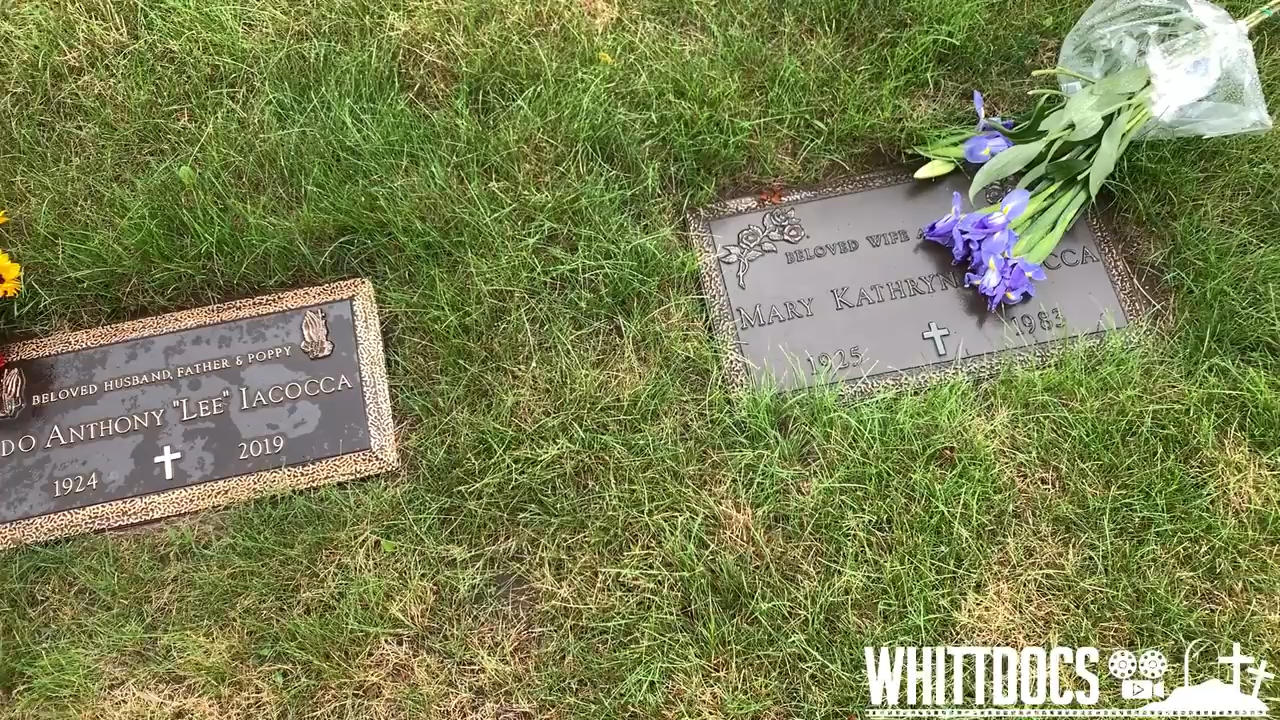 BELOVED HUSBAND, FATHER & POPPY
DO ANTHONY "LEE" IACOCCA
1924 2019
BELOVED WIFE A
MARY KATHRYN CCA
1925 1983
WHITTDOCS